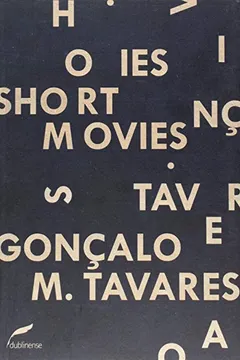 H V
O IES I
SHORT NÇ
MOVIES
S TAV R
GONÇALO E
M. TAVARES
dublinense A O